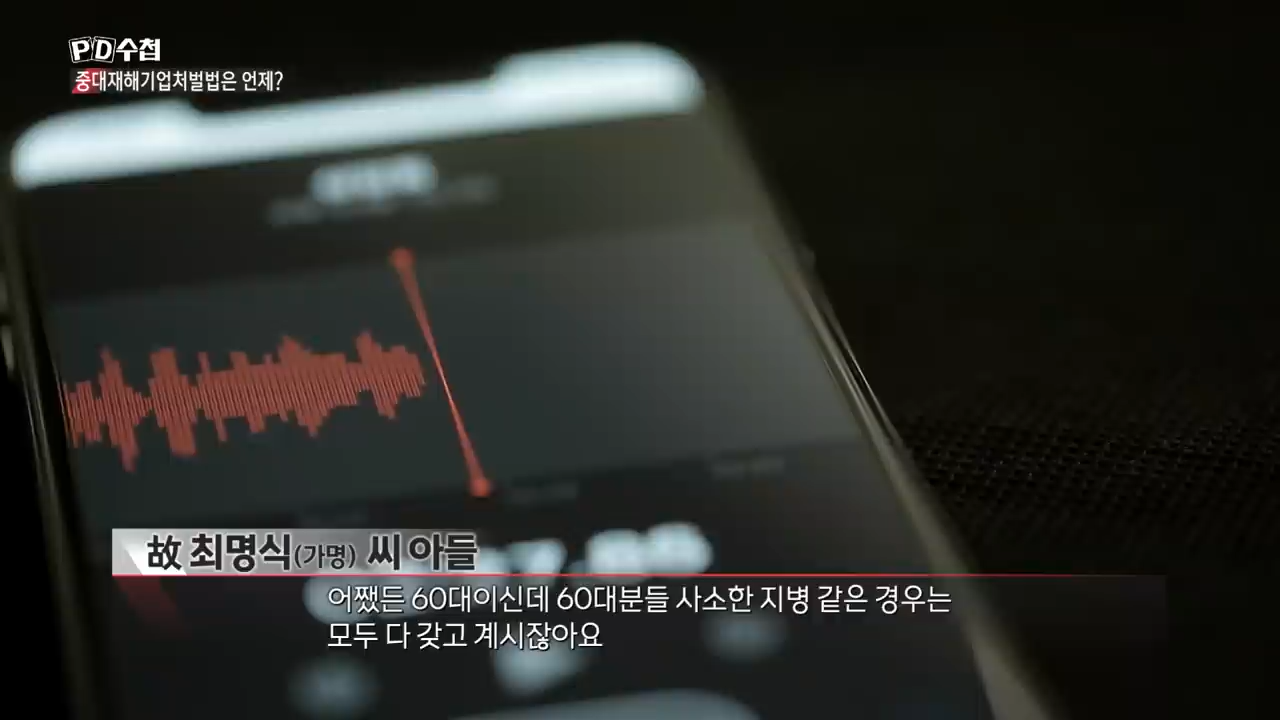 PD수첩
중대재해기업처벌법은 언제?
故 최명식(가명) 씨 아들
어쨌든 60대이신데 60대분들 사소한 지병 같은 경우는
모두 다 갖고 계시잖아요